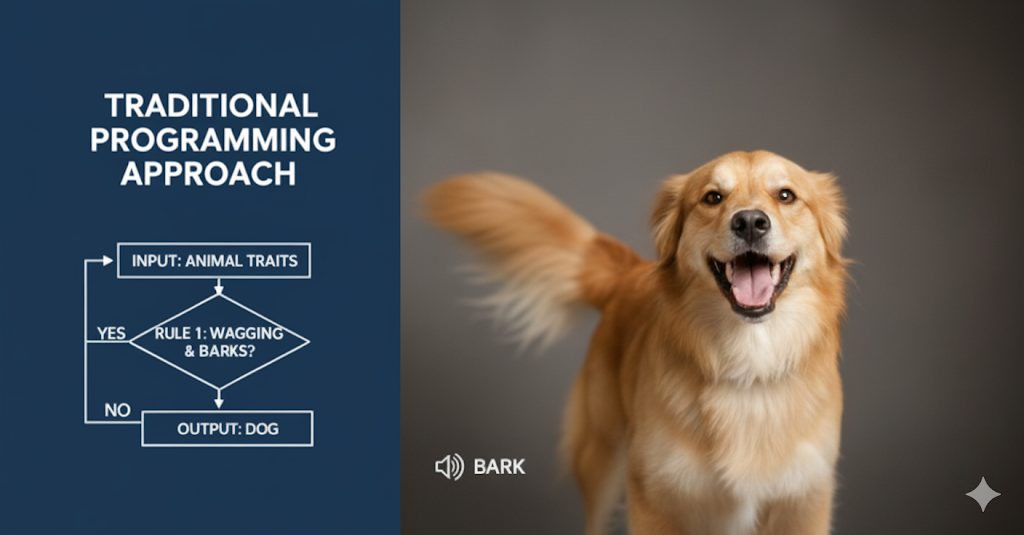 TRADITIONAL
PROGRAMMING
APPROACH
INPUT: ANIMAL TRAITS
YES
RULE 1: WAGGING
& BARKS?
NO
OUTPUT: DOG
BARK